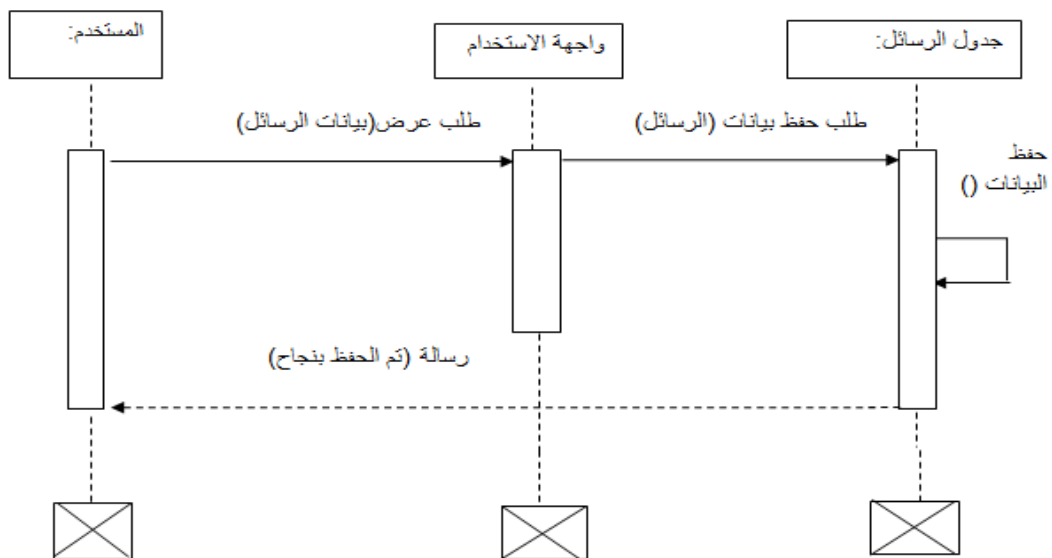 المستخدم:
واجهة الاستخدام
جدول الرسائل:
طلب عرض(بيانات الرسائل)
طلب حفظ بيانات (الرسائل)
حفظ
البيانات ()
رسالة (تم الحفظ بنجاح)